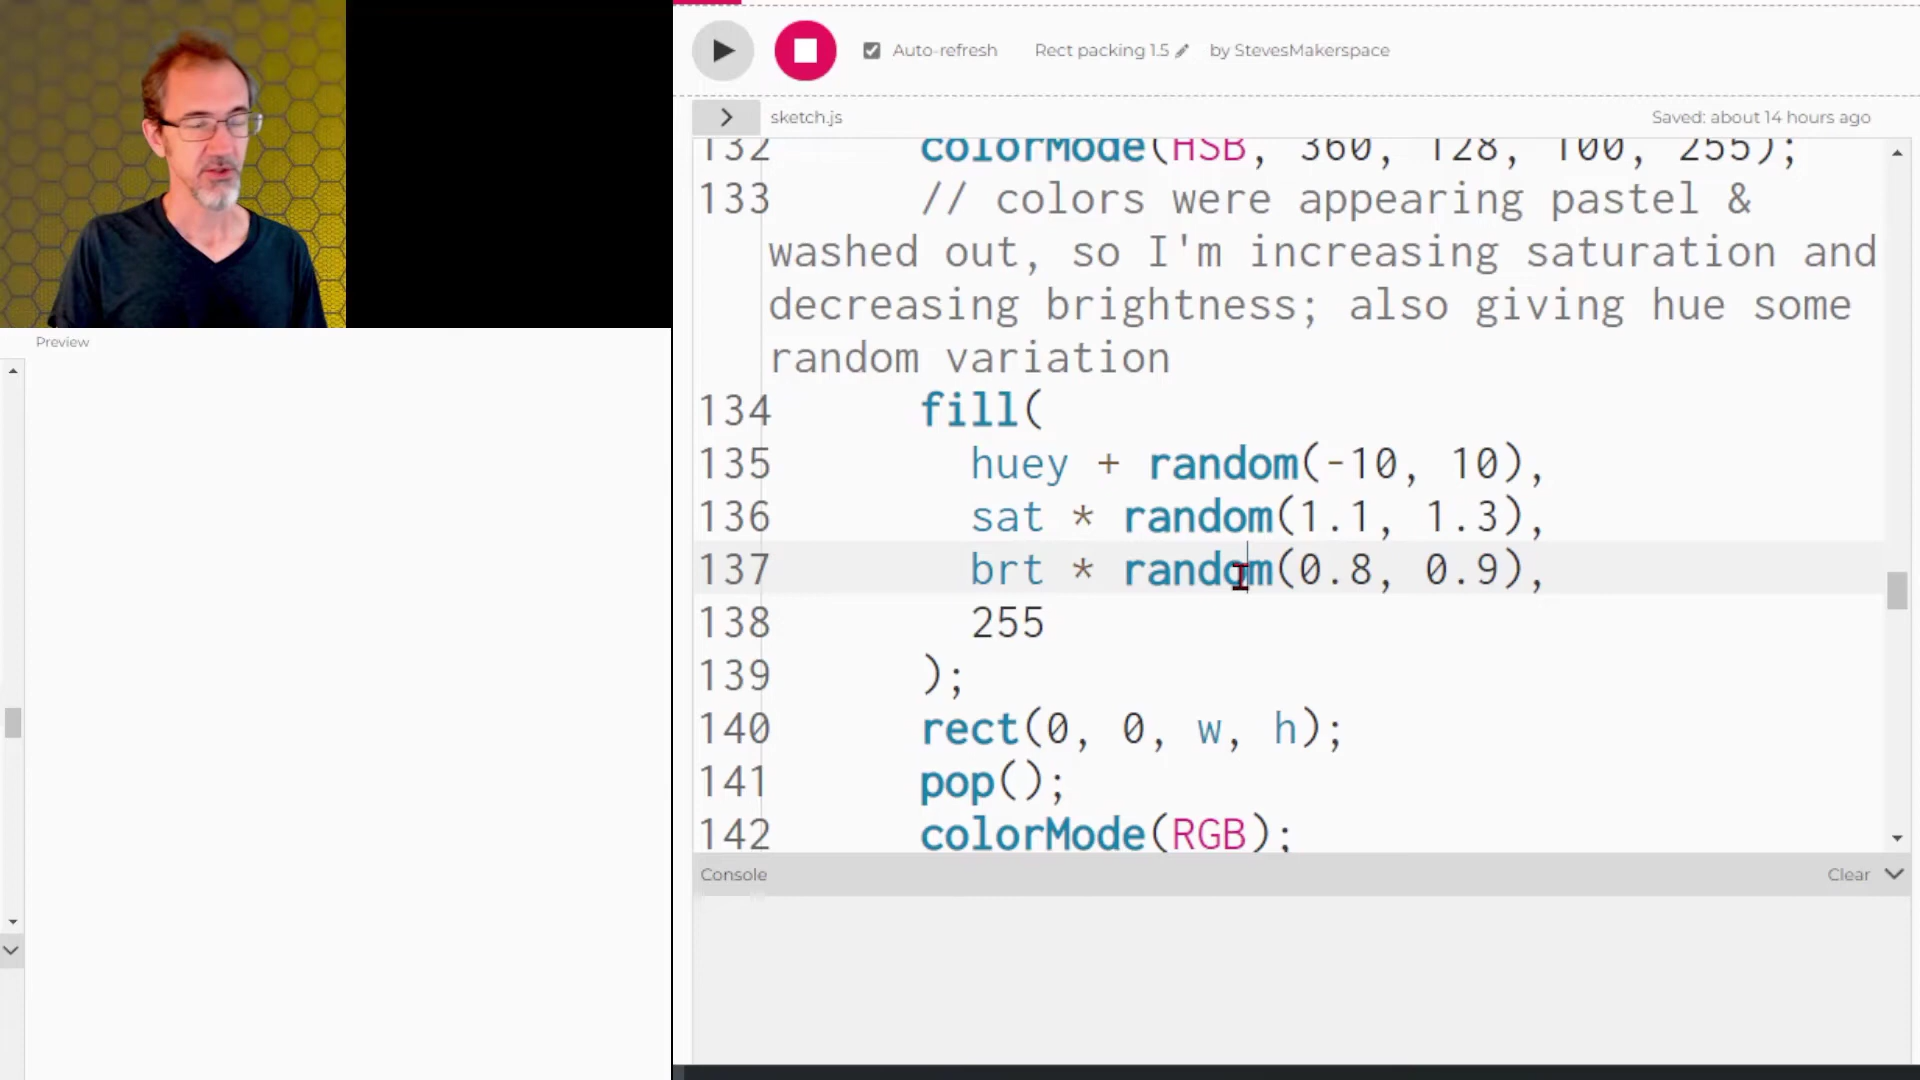 Auto-refresh Rect packing 1.5 by StevesMakerspace
sketch.js Saved: about 14 hours ago
132 colorMode(HSB, 360, 128, 100, 255);
133 // colors were appearing pastel &
washed out, so I'm increasing saturation and
decreasing brightness; also giving hue some
random variation
134 fill(
135 huey + random(-10, 10),
136 sat * random(1.1, 1.3),
137 brt * random(0.8, 0.9),
138 255
139 );
140 rect(0, 0, w, h);
141 pop();
142 colorMode(RGB);
Console Clear
Preview